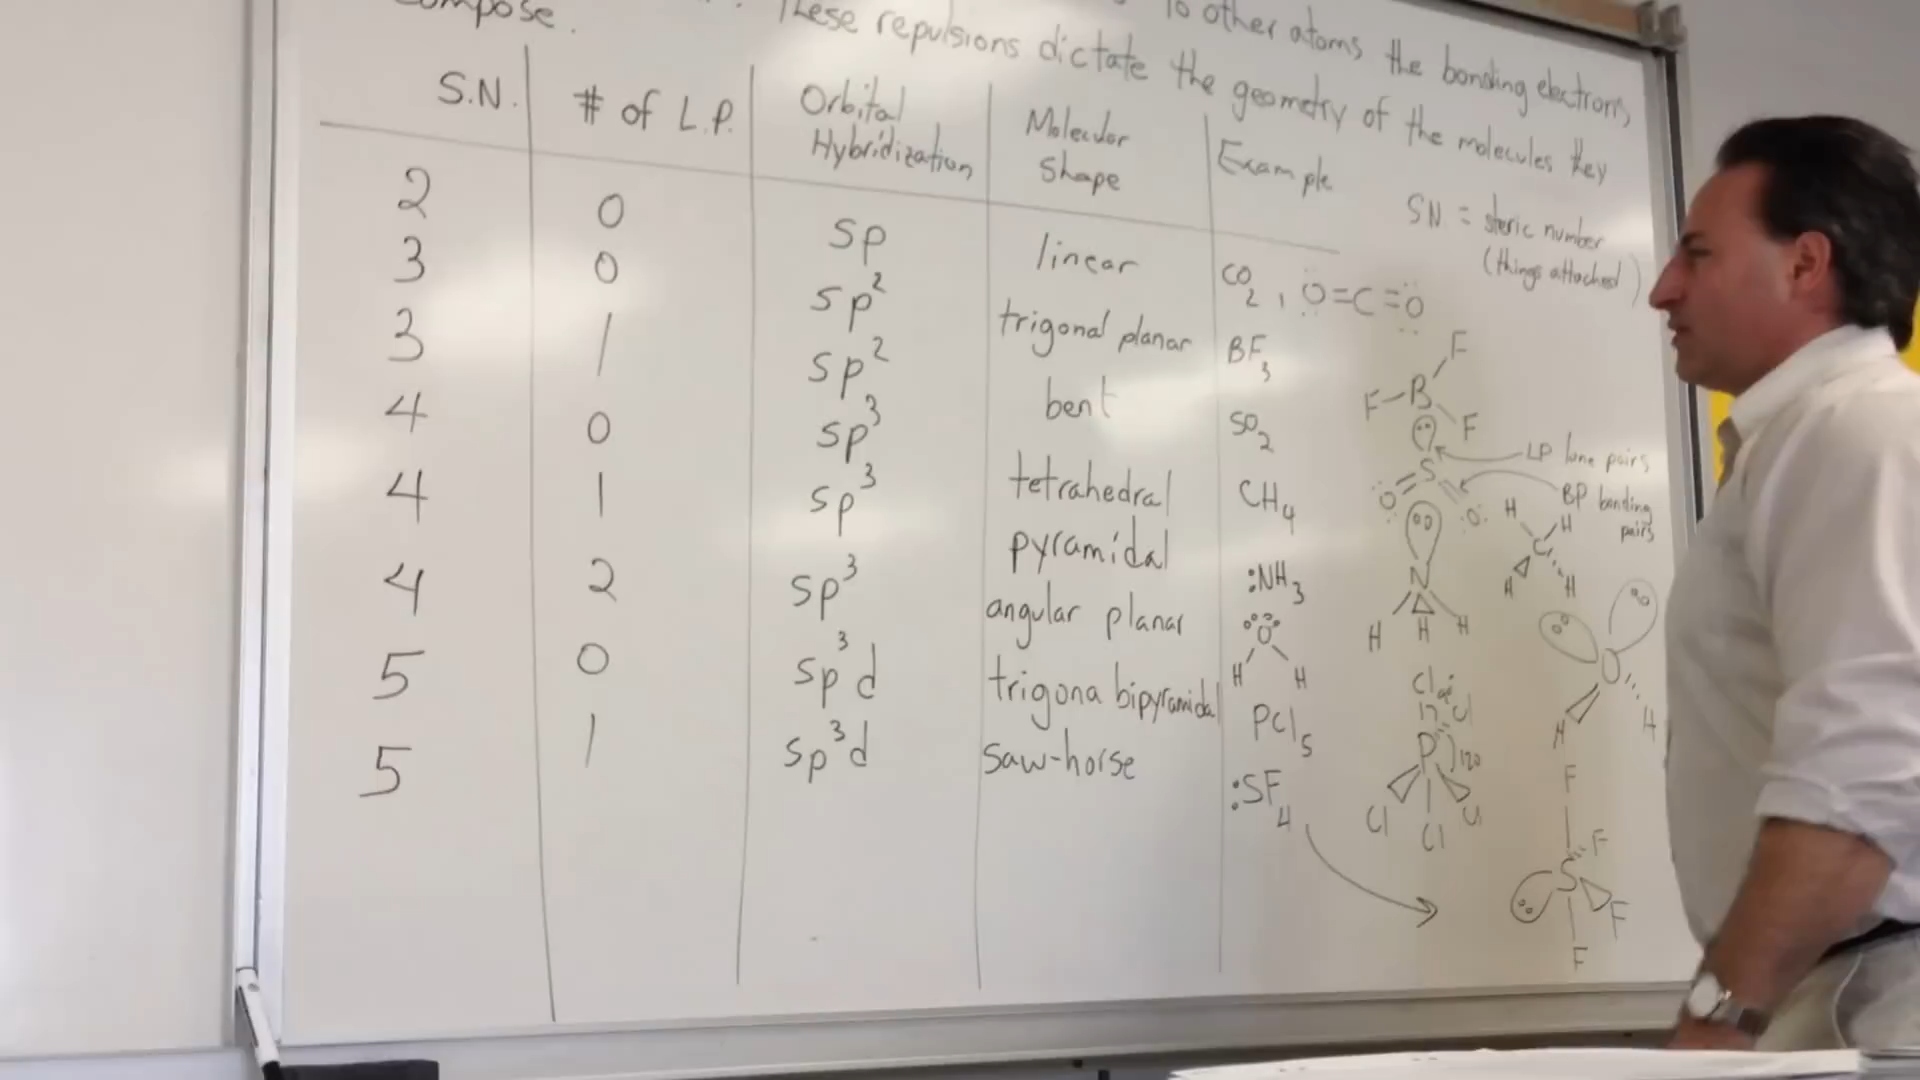 compose. These repulsions dictate the geometry of the molecules they
To other atoms the bonding electrons,
S.N. # of L.P. Orbital Hybridization Molecular Shape Example
SN. = steric number
(things attached)
2 0 sp linear CO2, O=C=O
3 0 sp2 trigonal planar BF3
3 1 sp2 bent SO2
4 0 sp3 tetrahedral CH4
4 1 sp3 pyramidal :NH3
4 2 sp3 angular planar O H H
5 0 sp3d trigona bipyramidal PCl5
5 1 sp3d saw-horse :SF4
F
F B F
LP lone pairs
S
O O
BP bonding pairs
H H
C
H H
N
H H H
O
H H
Cl
Cl
P 120
Cl Cl Cl
F
F
S
F
F